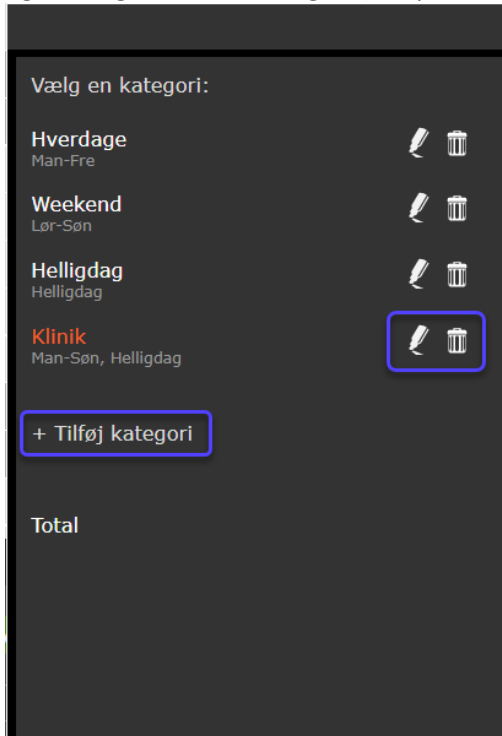 Vælg en kategori:
Hverdage
Man-Fre
Weekend
Lør-Søn
Helligdag
Helligdag
Klinik
Man-Søn, Helligdag
+ Tilføj kategori
Total